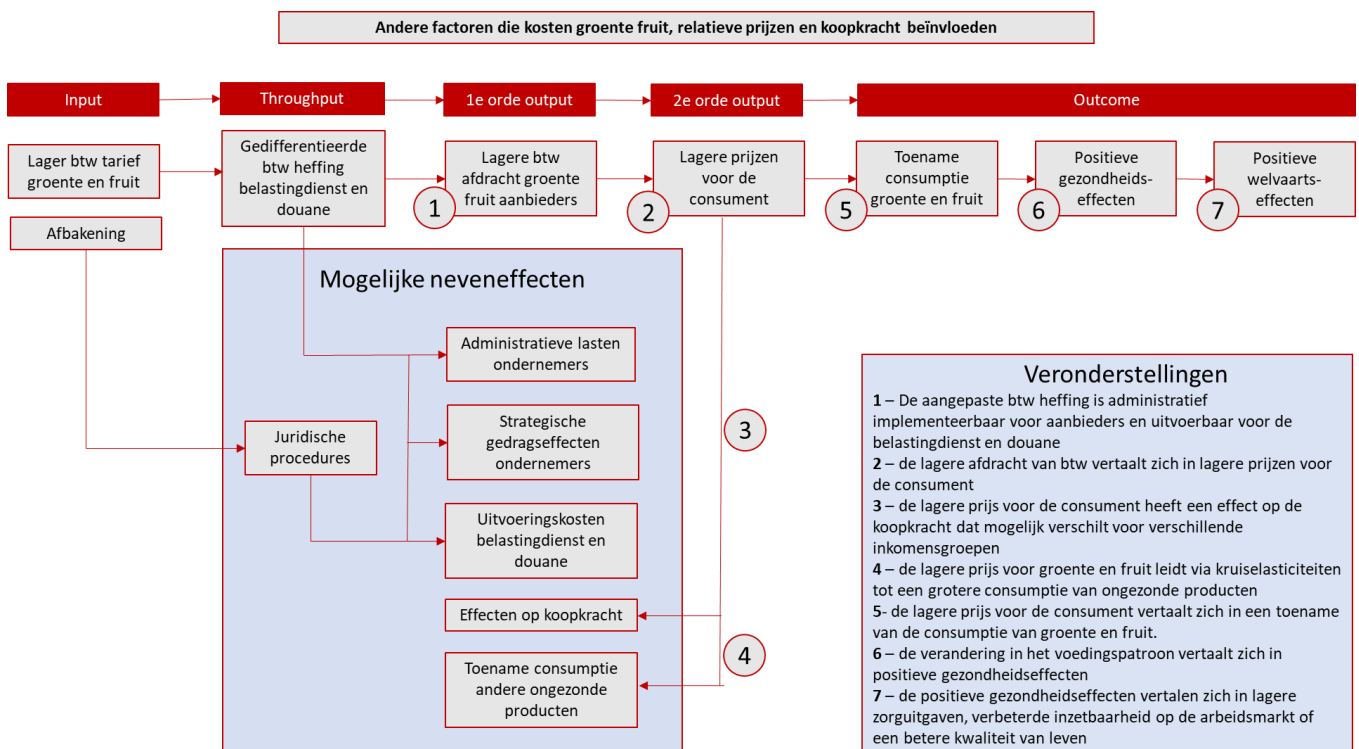 Andere factoren die kosten groente fruit, relatieve prijzen en koopkracht beïnvloeden
Input
Throughput
1e orde output
2e orde output
Outcome
Lager btw tarief
groente en fruit
Gedifferentieerde
btw heffing
belastingdienst en
douane
Lagere btw
afdracht groente
fruit aanbieders
1
Lagere prijzen
voor de
consument
2
Toename
consumptie
groente en fruit
5
Positieve
gezondheids-
effecten
6
Positieve
welvaarts-
effecten
7
Afbakening
Mogelijke neveneffecten
Administratieve lasten
ondernemers
Juridische
procedures
Strategische
gedragseffecten
ondernemers
3
Uitvoeringskosten
belastingdienst en
douane
Effecten op koopkracht
4
Toename consumptie
andere ongezonde
producten
Veronderstellingen
1 – De aangepaste btw heffing is administratief
implementeerbaar voor aanbieders en uitvoerbaar voor de
belastingdienst en douane
2 – de lagere afdracht van btw vertaalt zich in lagere prijzen voor
de consument
3 – de lagere prijs voor de consument heeft een effect op de
koopkracht dat mogelijk verschilt voor verschillende
inkomensgroepen
4 – de lagere prijs voor groente en fruit leidt via kruiselasticiteiten
tot een grotere consumptie van ongezonde producten
5- de lagere prijs voor de consument vertaalt zich in een toename
van de consumptie van groente en fruit.
6 – de verandering in het voedingspatroon vertaalt zich in
positieve gezondheidseffecten
7 – de positieve gezondheidseffecten vertalen zich in lagere
zorguitgaven, verbeterde inzetbaarheid op de arbeidsmarkt of
een betere kwaliteit van leven